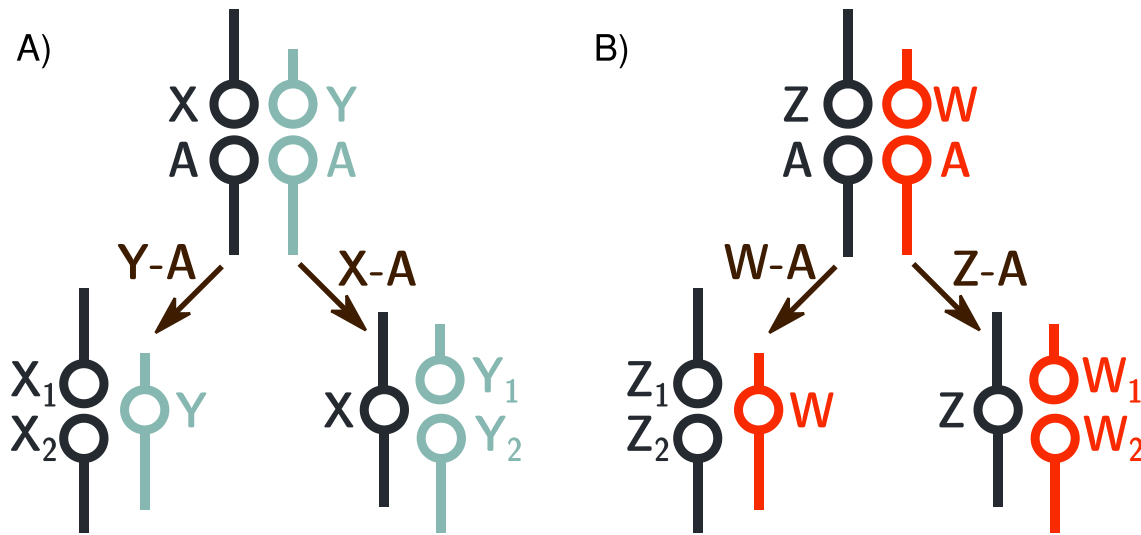 A)
X Y
A A
Y-A X-A
X₁ Y
X₂
X Y₁
Y₂
B)
Z W
A A
W-A Z-A
Z₁ W
Z₂
Z W₁
W₂